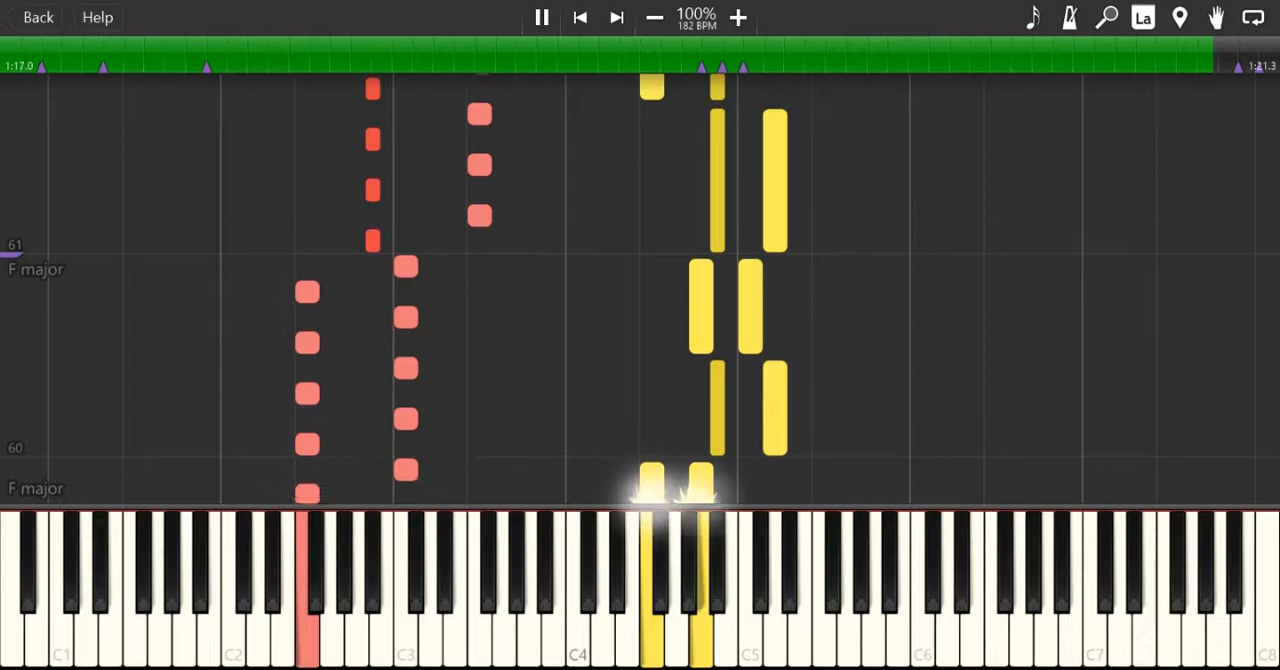 Back Help 100% La
182 BPM
1:17.0 1:21.3
61
F major
60
F major
C1 C2 C3 C4 C5 C6 C7 C8